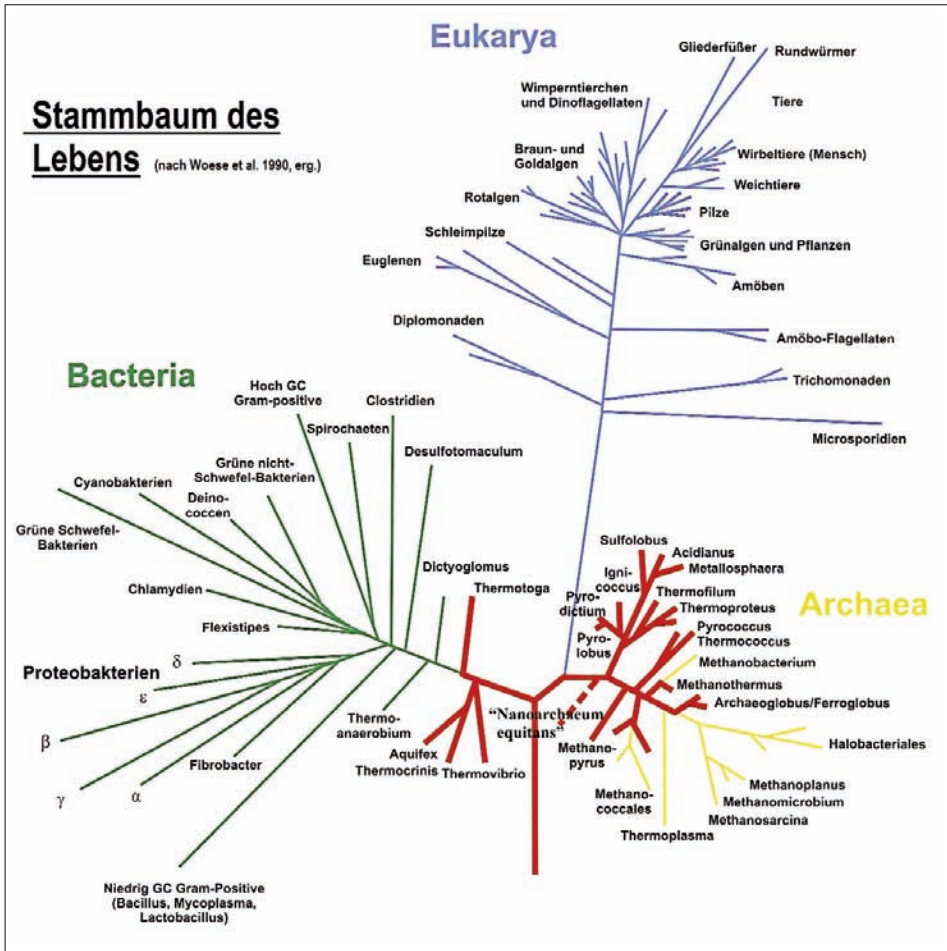 Eukarya
Stammbaum des
Lebens (nach Woese et al. 1990, erg.)
Gliederfüßer
Rundwürmer
Wimperntierchen
und Dinoflagellaten
Tiere
Braun- und
Goldalgen
Wirbeltiere (Mensch)
Weichtiere
Rotalgen
Pilze
Schleimpilze
Grünalgen und Pflanzen
Euglenen
Amöben
Diplomonaden
Amöbo-Flagellaten
Trichomonaden
Microsporidien
Bacteria
Hoch GC
Gram-positive
Clostridien
Spirochaeten
Desulfotomaculum
Grüne nicht-
Schwefel-Bakterien
Cyanobakterien
Deino-
coccen
Grüne Schwefel-
Bakterien
Chlamydien
Flexistipes
Dictyoglomus
Thermotoga
Proteobakterien
δ
ε
β
γ
α
Fibrobacter
Thermo-
anaerobium
Aquifex
Thermocrinis
Thermovibrio
Niedrig GC Gram-Positive
(Bacillus, Mycoplasma,
Lactobacillus)
Archaea
Sulfolobus
Acidianus
Metallosphaera
Igni-
coccus
Thermofilum
Pyro-
dictium
Thermoproteus
Pyrococcus
Thermococcus
Pyro-
lobus
Methanobacterium
Methanothermus
Archaeoglobus/Ferroglobus
“Nanoarchaeum
equitans”
Methano-
pyrus
Halobacteriales
Methano-
coccales
Methanoplanus
Methanomicrobium
Methanosarcina
Thermoplasma